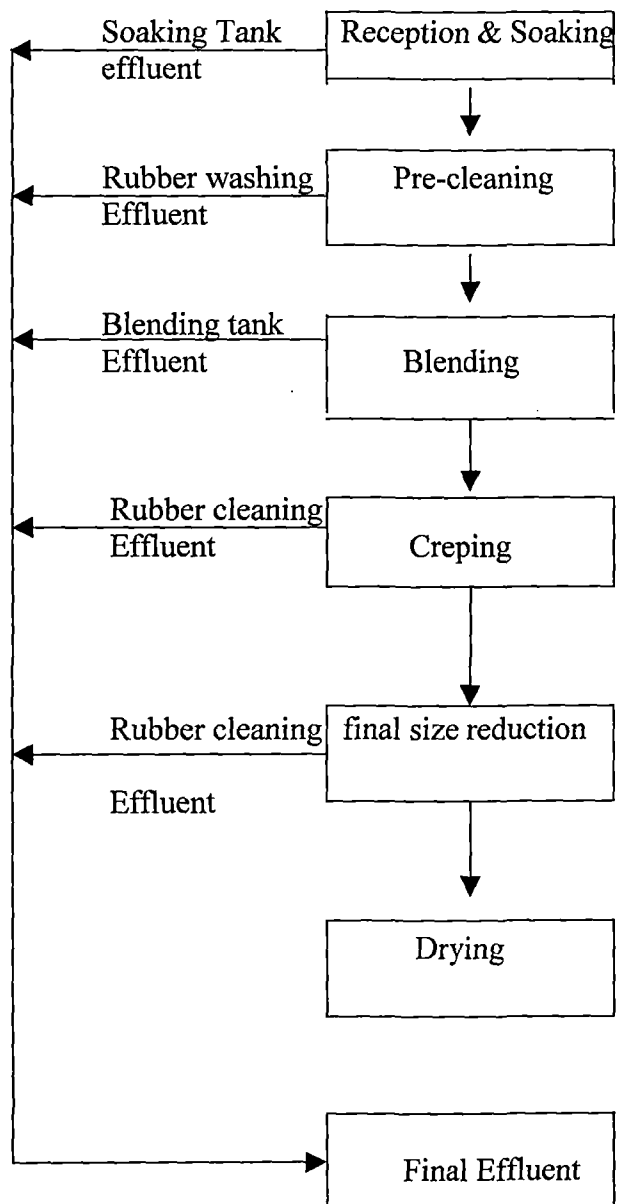 Soaking Tank
effluent
Reception & Soaking
Rubber washing
Effluent
Pre-cleaning
Blending tank
Effluent
Blending
Rubber cleaning
Effluent
Creping
Rubber cleaning
Effluent
final size reduction
Drying
Final Effluent